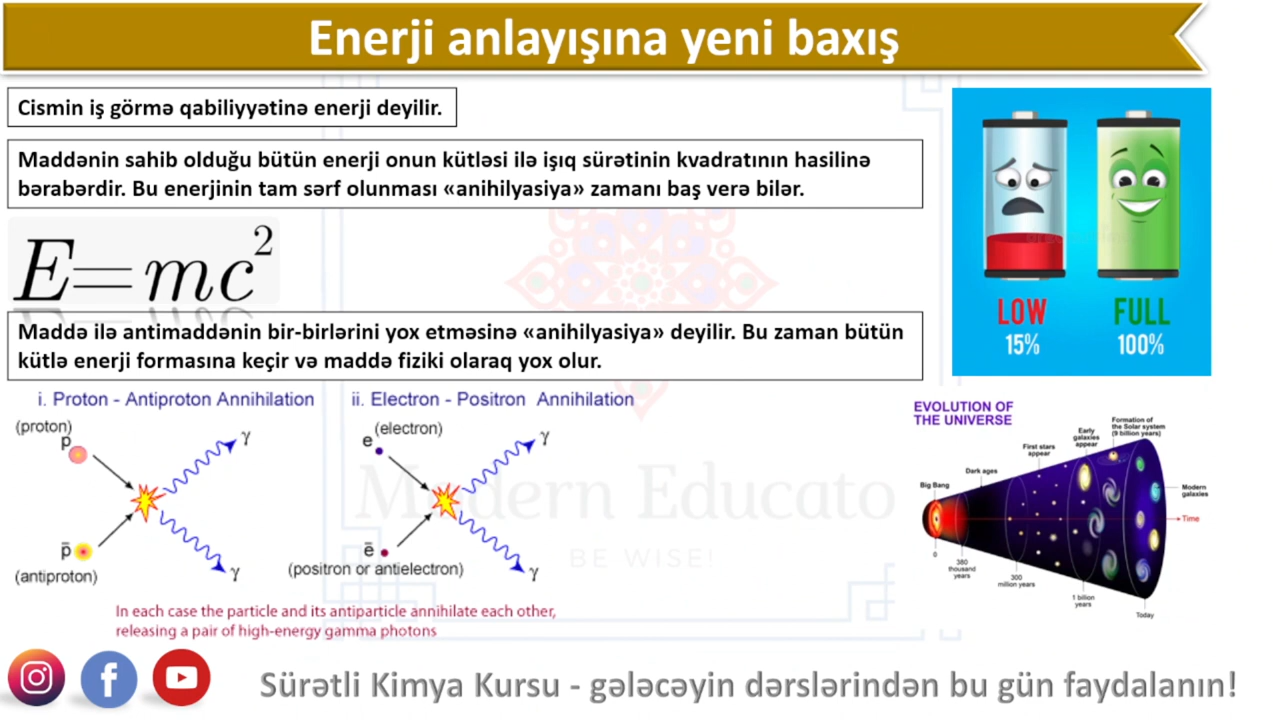 Enerji anlayışına yeni baxış
Cismin iş görmə qabiliyyətinə enerji deyilir.
Maddənin sahib olduğu bütün enerji onun kütləsi ilə işıq sürətinin kvadratının hasilinə
bərabərdir. Bu enerjinin tam sərf olunması «anihilyasiya» zamanı baş verə bilər.
E=mc²
LOW
15%
FULL
100%
Maddə ilə antimaddənin bir-birlərini yox etməsinə «anihilyasiya» deyilir. Bu zaman bütün
kütlə enerji formasına keçir və maddə fiziki olaraq yox olur.
i. Proton - Antiproton Annihilation
(proton)
p
γ
p̄
(antiproton)
γ
ii. Electron - Positron Annihilation
(electron)
e
γ
ē
(positron or antielectron)
γ
In each case the particle and its antiparticle annihilate each other,
releasing a pair of high-energy gamma photons
EVOLUTION OF
THE UNIVERSE
Big Bang
Dark ages
First stars
appear
Early
galaxies
appear
Formation of
the Solar system
(9 billion years)
Modern
galaxies
Time
0
380
thousand
years
300
million years
1 billion
years
Today
Modern Educato
BE WISE!
Sürətli Kimya Kursu - gələcəyin dərslərindən bu gün faydalanın!